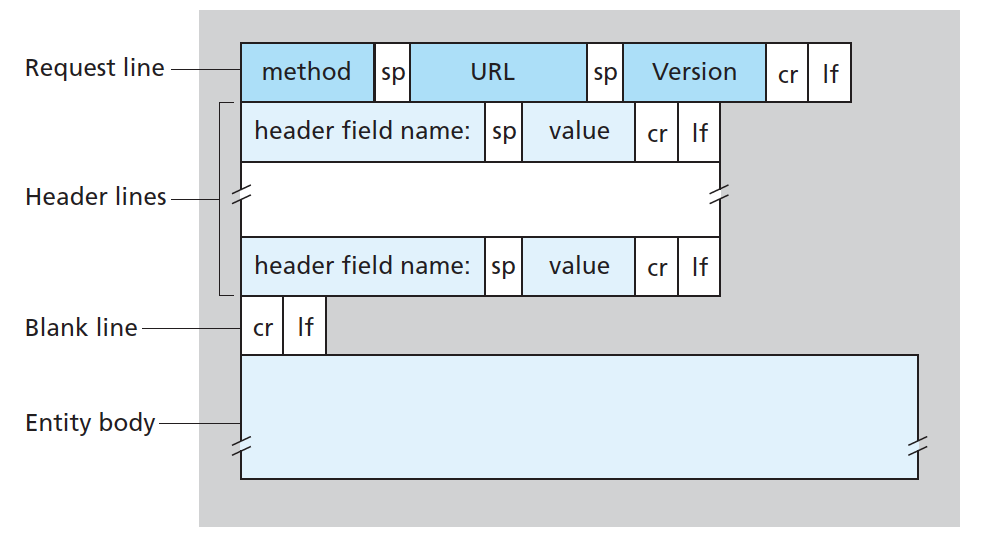 Request line method sp URL sp Version cr lf
header field name: sp value cr lf
Header lines
header field name: sp value cr lf
Blank line cr lf
Entity body